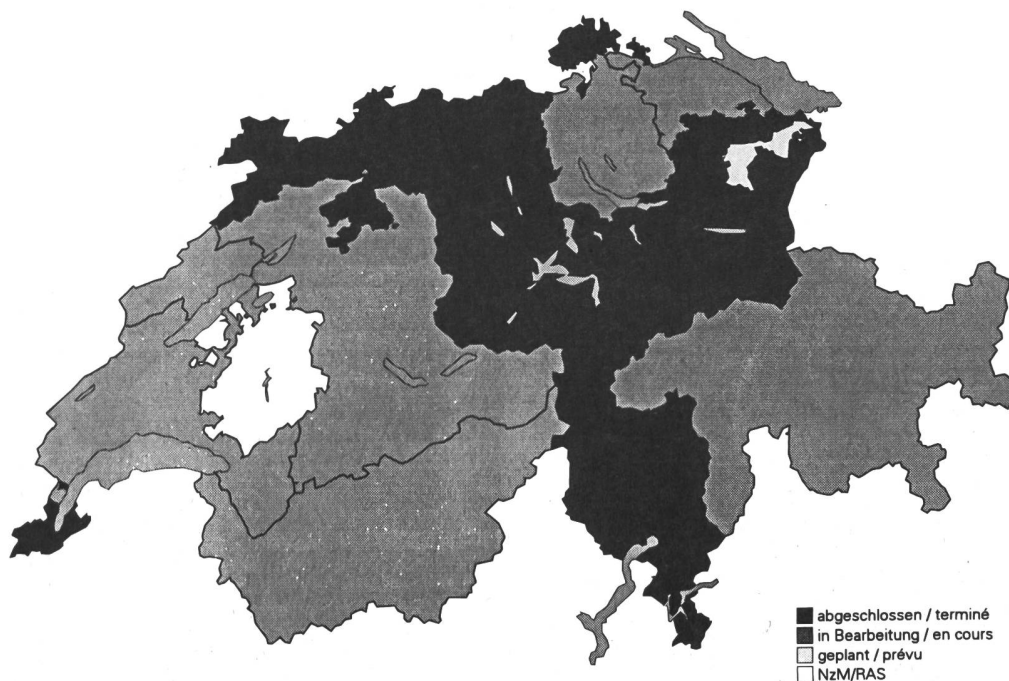 abgeschlossen / terminé
in Bearbeitung / en cours
geplant / prévu
NzM/RAS